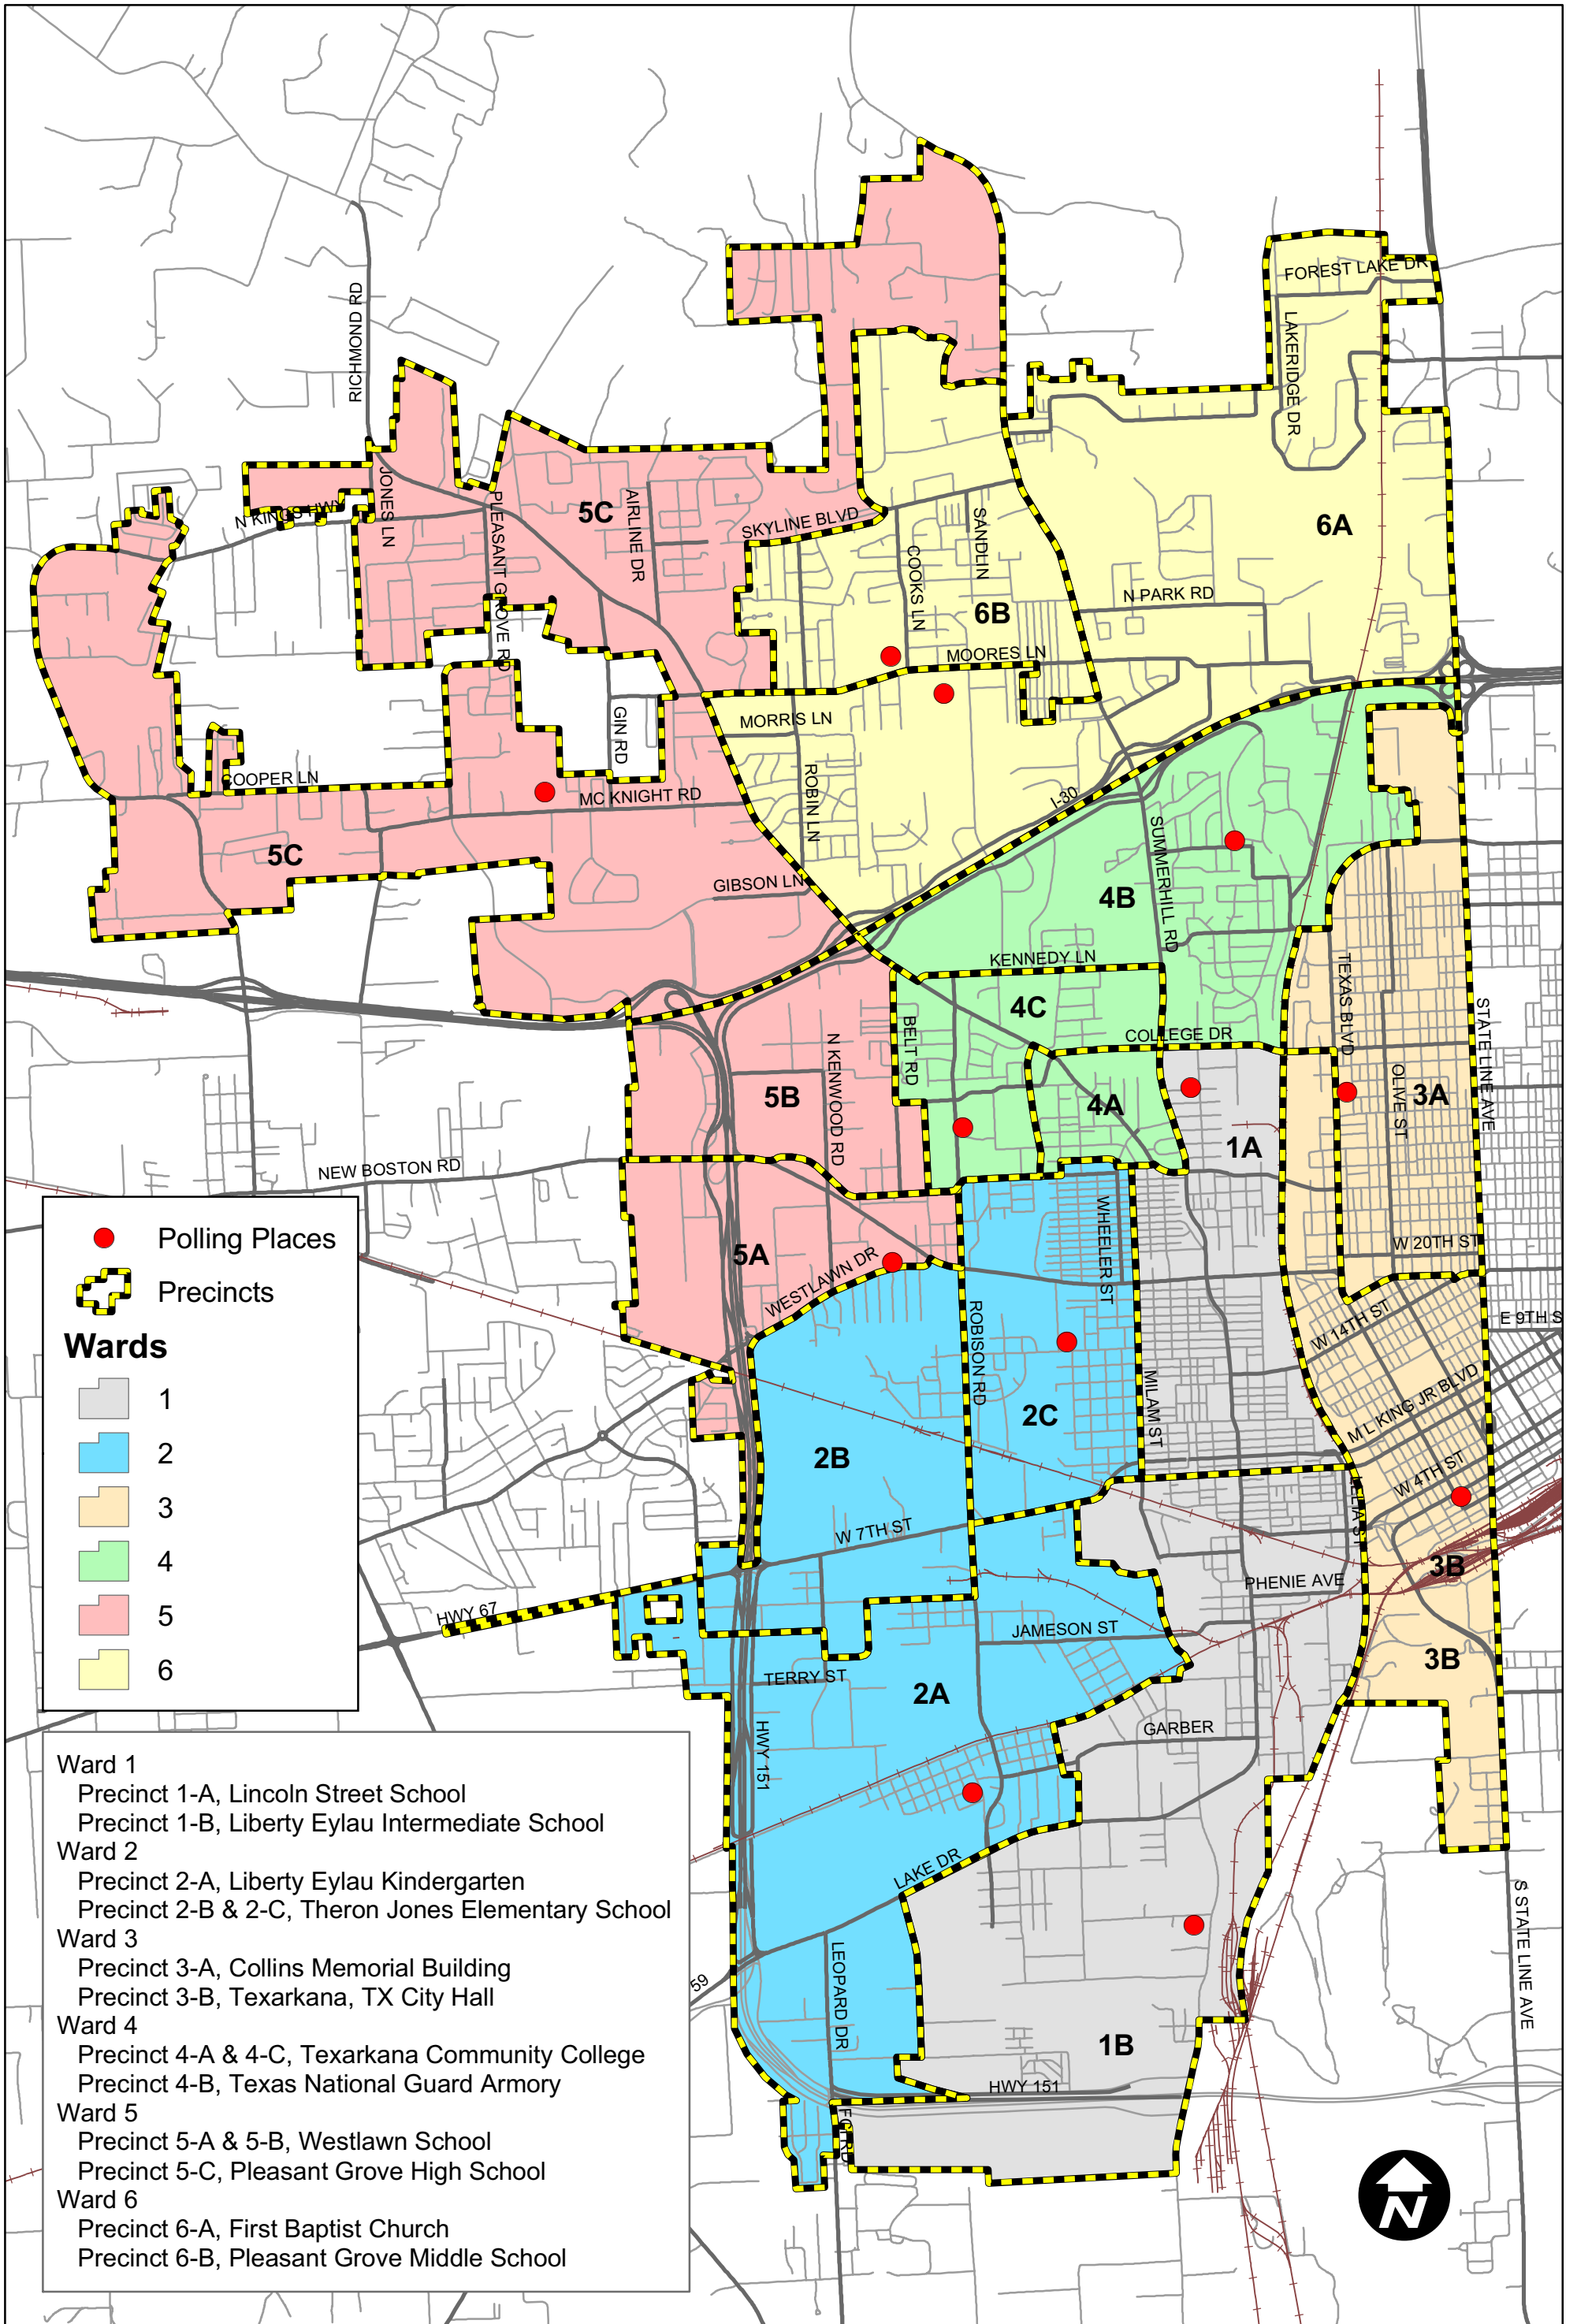 FOREST LAKE DR
LAKERIDGE DR
RICHMOND RD
JONES LN
N KINGS HWY
PLEASANT GROVE RD
5C
AIRLINE DR
SKYLINE BLVD
SANDLIN
COOKS LN
6A
N PARK RD
6B
MOORES LN
MORRIS LN
GIN RD
ROBIN LN
COOPER LN
MC KNIGHT RD
I-30
SUMMERHILL RD
5C
GIBSON LN
4B
KENNEDY LN
TEXAS BLVD
4C
BELT RD
COLLEGE DR
STATE LINE AVE
N KENWOOD RD
OLIVE ST
5B
4A
3A
1A
NEW BOSTON RD
WHEELER ST
W 20TH ST
5A
WESTLAWN DR
ROBISON RD
W 14TH ST
E 9TH S
MILAM ST
M L KING JR BLVD
2C
2B
W 4TH ST
LELIA ST
W 7TH ST
3B
PHENIE AVE
HWY 67
JAMESON ST
3B
TERRY ST
2A
GARBER
HWY 151
LAKE DR
S STATE LINE AVE
LEOPARD DR
59
1B
HWY 151
FCI RD
N
Polling Places
Precincts
Wards
1
2
3
4
5
6
Ward 1
Precinct 1-A, Lincoln Street School
Precinct 1-B, Liberty Eylau Intermediate School
Ward 2
Precinct 2-A, Liberty Eylau Kindergarten
Precinct 2-B & 2-C, Theron Jones Elementary School
Ward 3
Precinct 3-A, Collins Memorial Building
Precinct 3-B, Texarkana, TX City Hall
Ward 4
Precinct 4-A & 4-C, Texarkana Community College
Precinct 4-B, Texas National Guard Armory
Ward 5
Precinct 5-A & 5-B, Westlawn School
Precinct 5-C, Pleasant Grove High School
Ward 6
Precinct 6-A, First Baptist Church
Precinct 6-B, Pleasant Grove Middle School